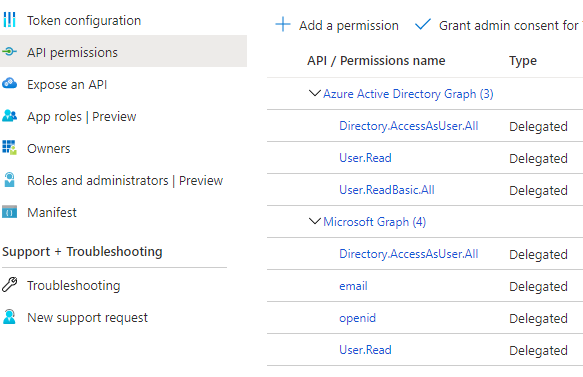 Token configuration
API permissions
Expose an API
App roles | Preview
Owners
Roles and administrators | Preview
Manifest
Support + Troubleshooting
Troubleshooting
New support request
Add a permission
Grant admin consent for
API / Permissions name Type
Azure Active Directory Graph (3)
Directory.AccessAsUser.All Delegated
User.Read Delegated
User.ReadBasic.All Delegated
Microsoft Graph (4)
Directory.AccessAsUser.All Delegated
email Delegated
openid Delegated
User.Read Delegated